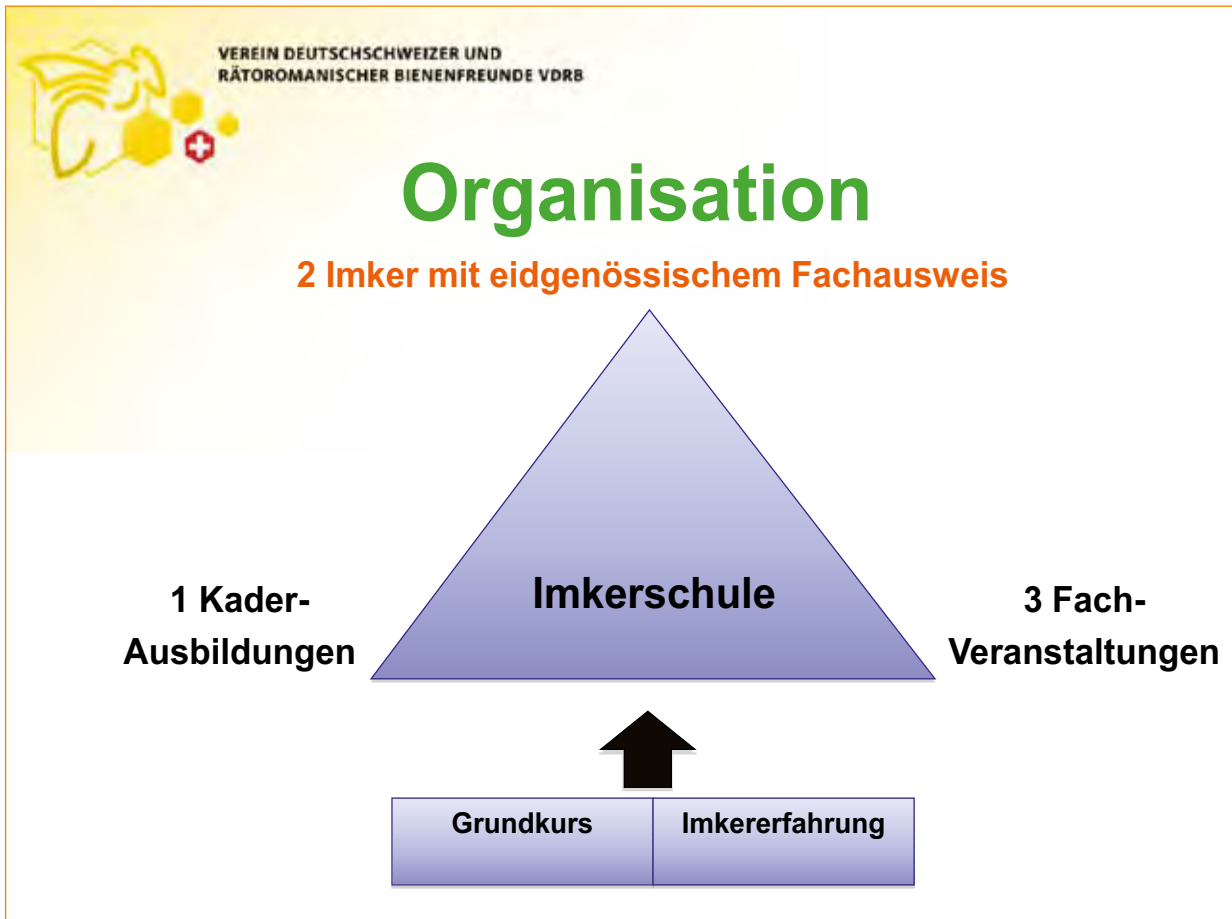 VEREIN DEUTSCHSCHWEIZER UND
RÄTOROMANISCHER BIENENFREUNDE VDRB
Organisation
2 Imker mit eidgenössischem Fachausweis
Imkerschule
1 Kader-
Ausbildungen
3 Fach-
Veranstaltungen
Grundkurs
Imkererfahrung